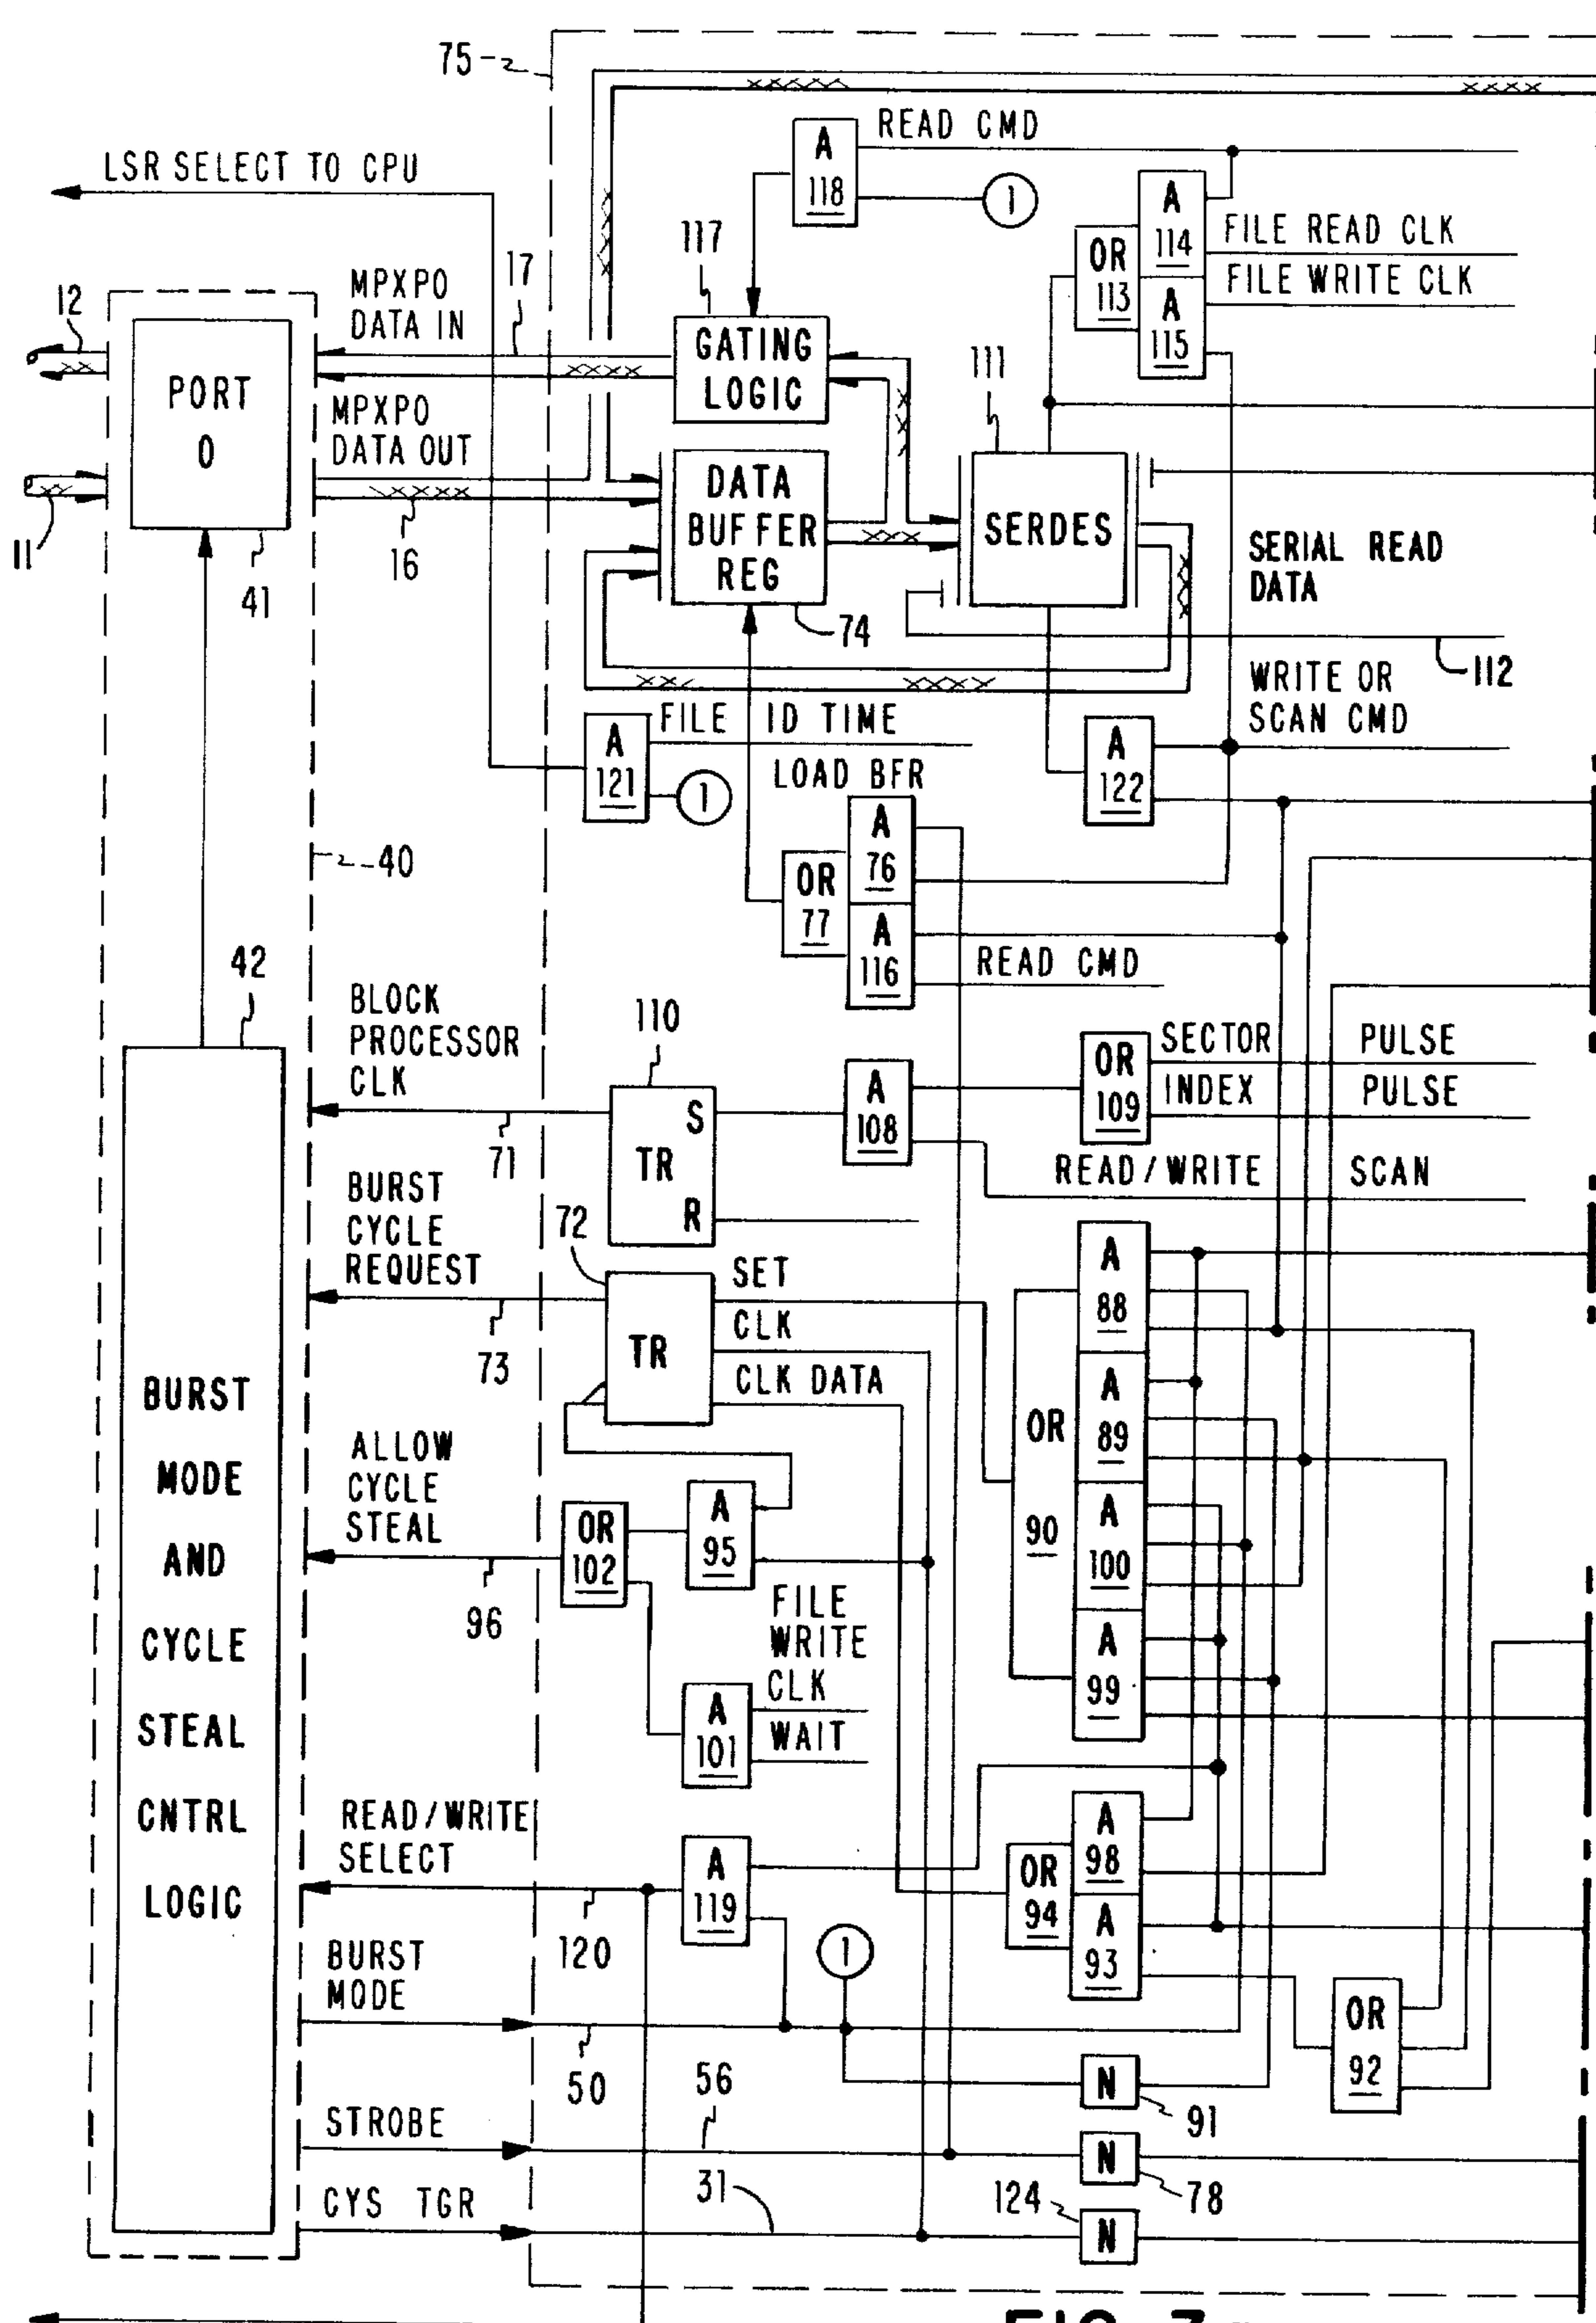 75
READ CMD
A
118
1
LSR SELECT TO CPU
117
A
114
FILE READ CLK
OR
113
FILE WRITE CLK
A
115
12
MPXPO
DATA IN
17
PORT
0
GATING
LOGIC
111
MPXPO
DATA OUT
11
16
41
DATA
BUFFER
REG
74
SERDES
SERIAL READ
DATA
112
WRITE OR
SCAN CMD
FILE ID TIME
A
121
1
A
122
LOAD BFR
A
76
OR
77
A
116
READ CMD
40
42
BLOCK
PROCESSOR
CLK
71
110
S
TR
R
A
108
OR
109
SECTOR PULSE
INDEX PULSE
READ/WRITE SCAN
BURST
CYCLE
REQUEST
73
72
TR
SET
CLK
CLK DATA
A
88
A
89
OR
90
A
100
A
99
BURST
MODE
AND
CYCLE
STEAL
CNTRL
LOGIC
ALLOW
CYCLE
STEAL
96
OR
102
A
95
FILE
WRITE
CLK
WAIT
A
101
READ/WRITE
SELECT
120
A
119
A
98
OR
94
A
93
1
OR
92
BURST
MODE
50
N
91
STROBE
56
N
78
CYS TGR
31
124
N